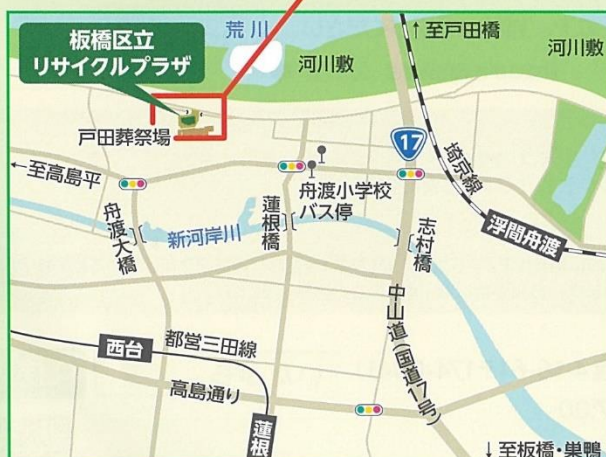 板橋区立
リサイクルプラザ
荒川
河川敷
↑至戸田橋
河川敷
戸田葬祭場
←至高島平
17
埼京線
舟渡小学校
バス停
舟渡大橋
新河岸川
蓮根橋
志村橋
浮間舟渡
中山道(国道17号)
西台
都営三田線
高島通り
蓮根
↓至板橋・巣鴨